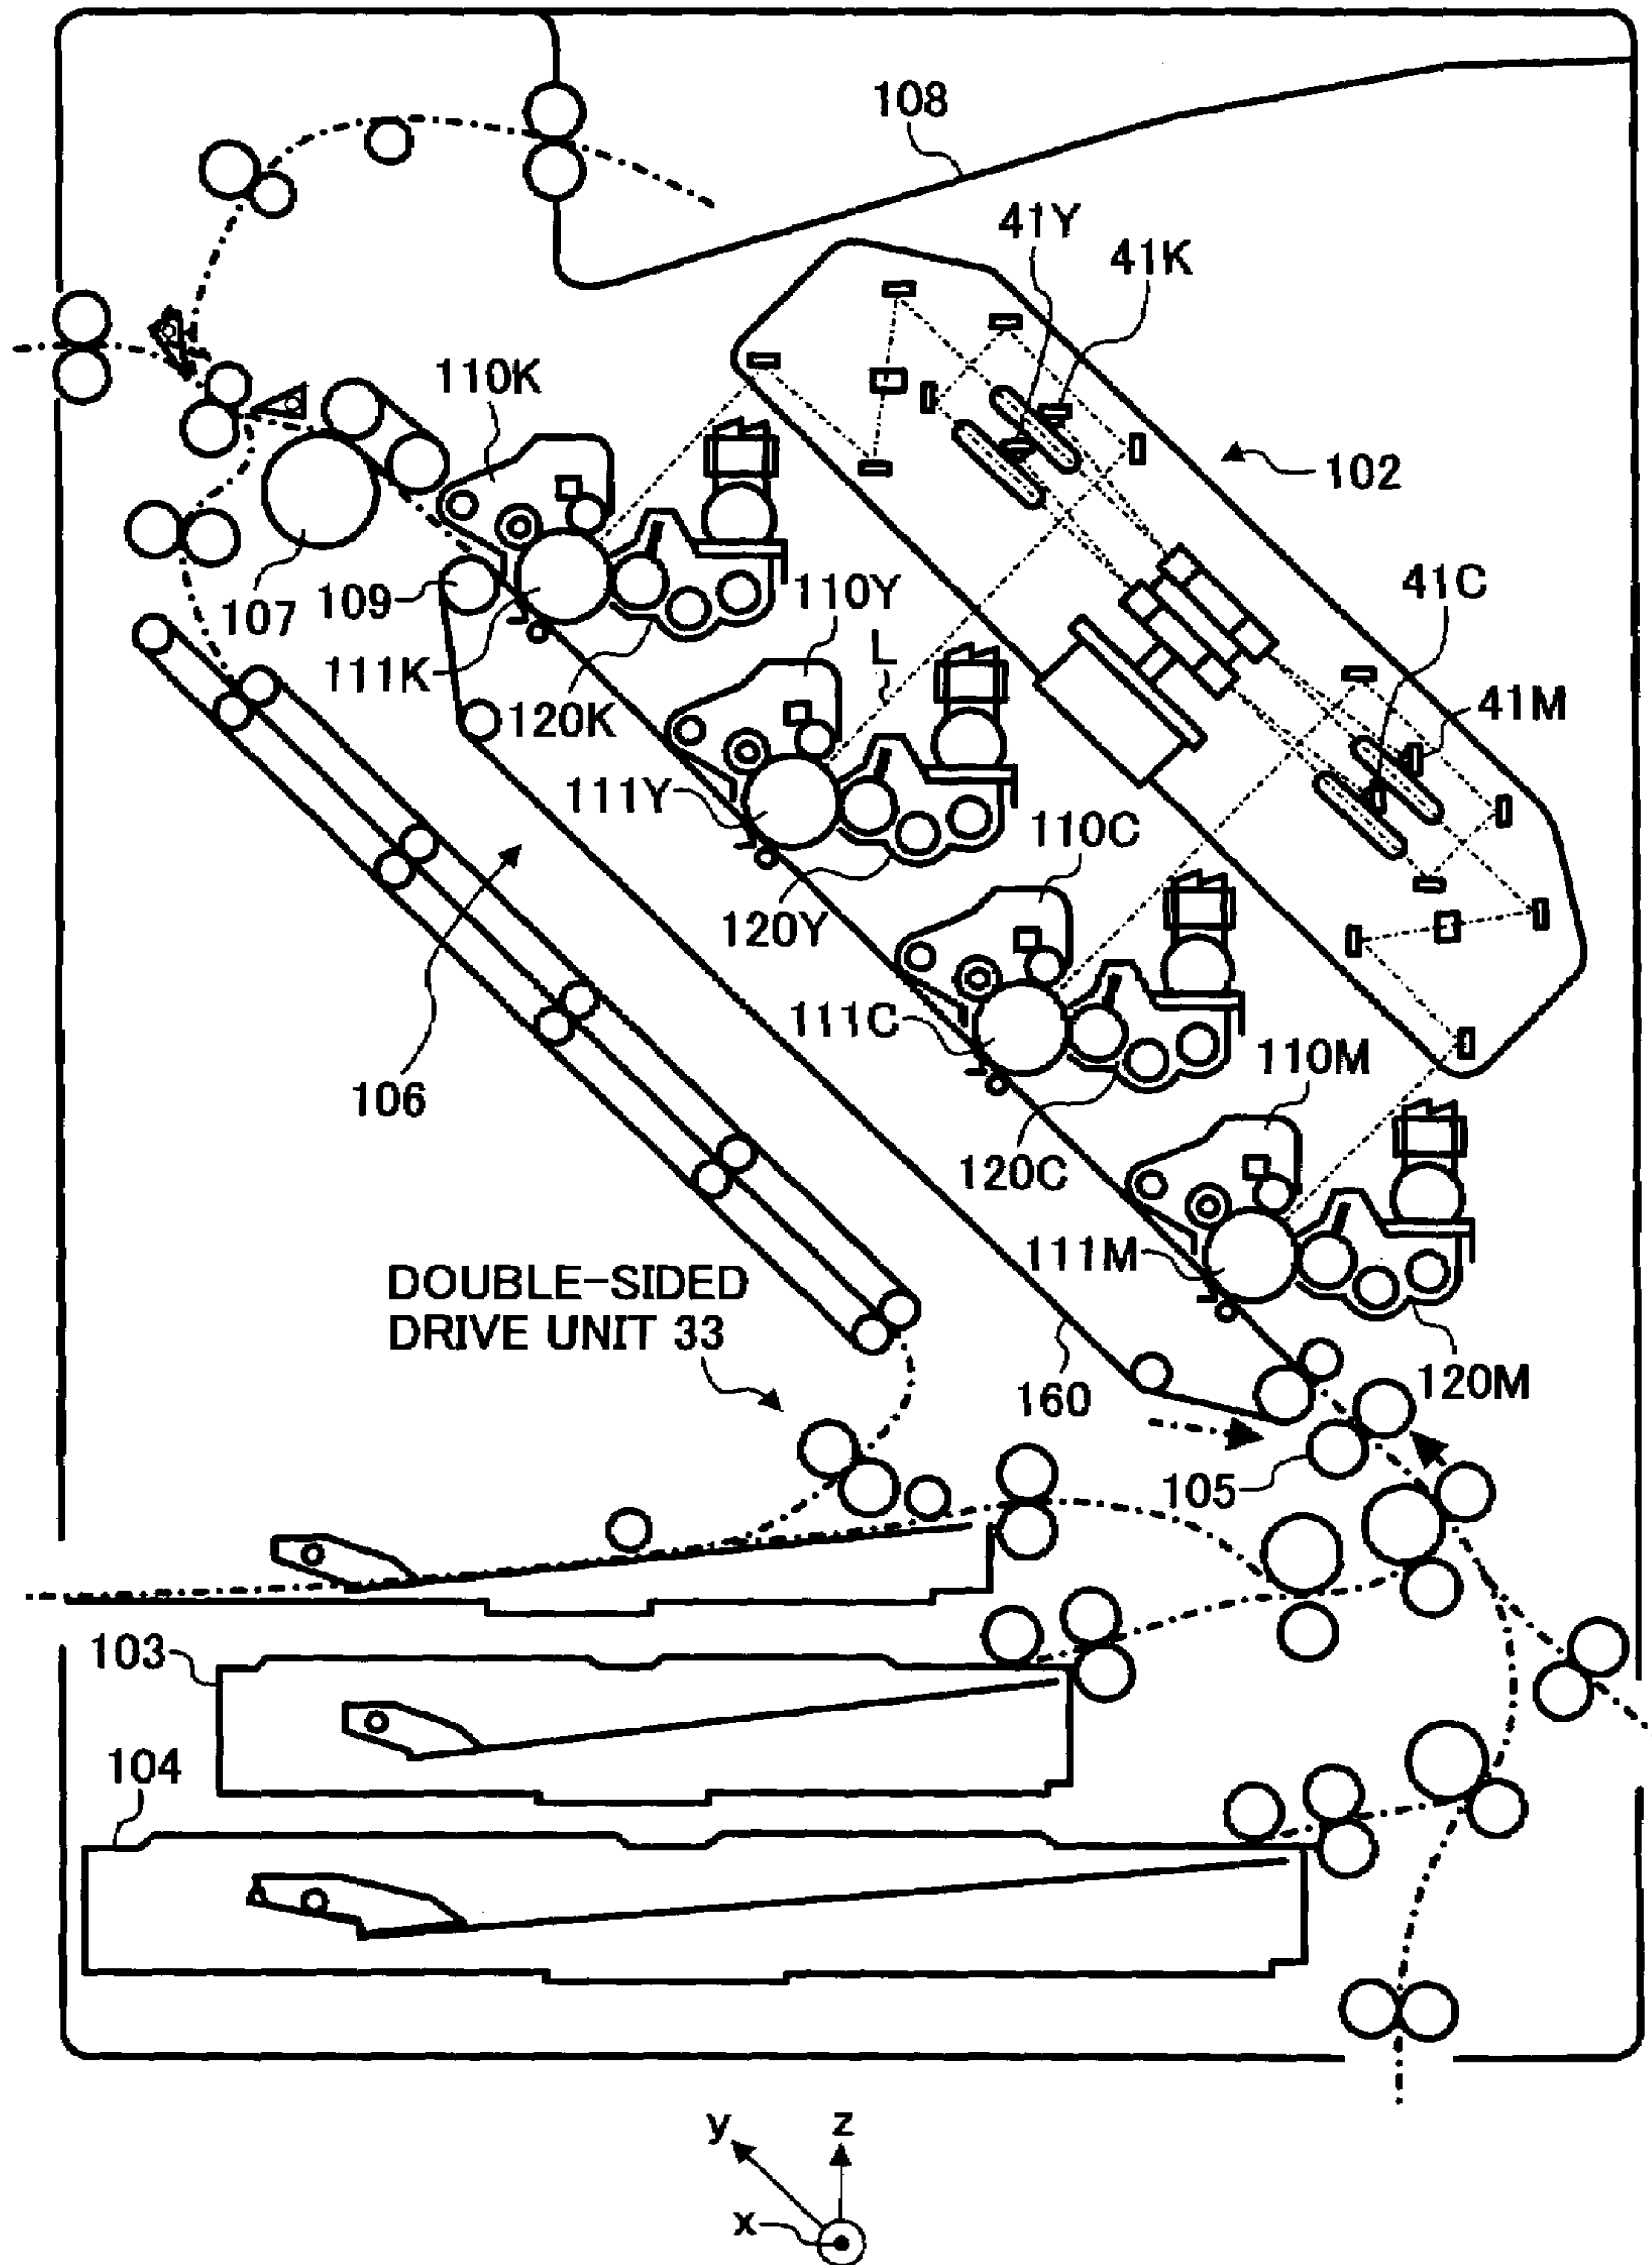 108
41Y
41K
110K
102
107
109
110Y
41C
111K
L
120K
41M
111Y
110C
120Y
111C
106
110M
120C
111M
DOUBLE-SIDED
DRIVE UNIT 33
160
120M
105
103
104
y
z
x